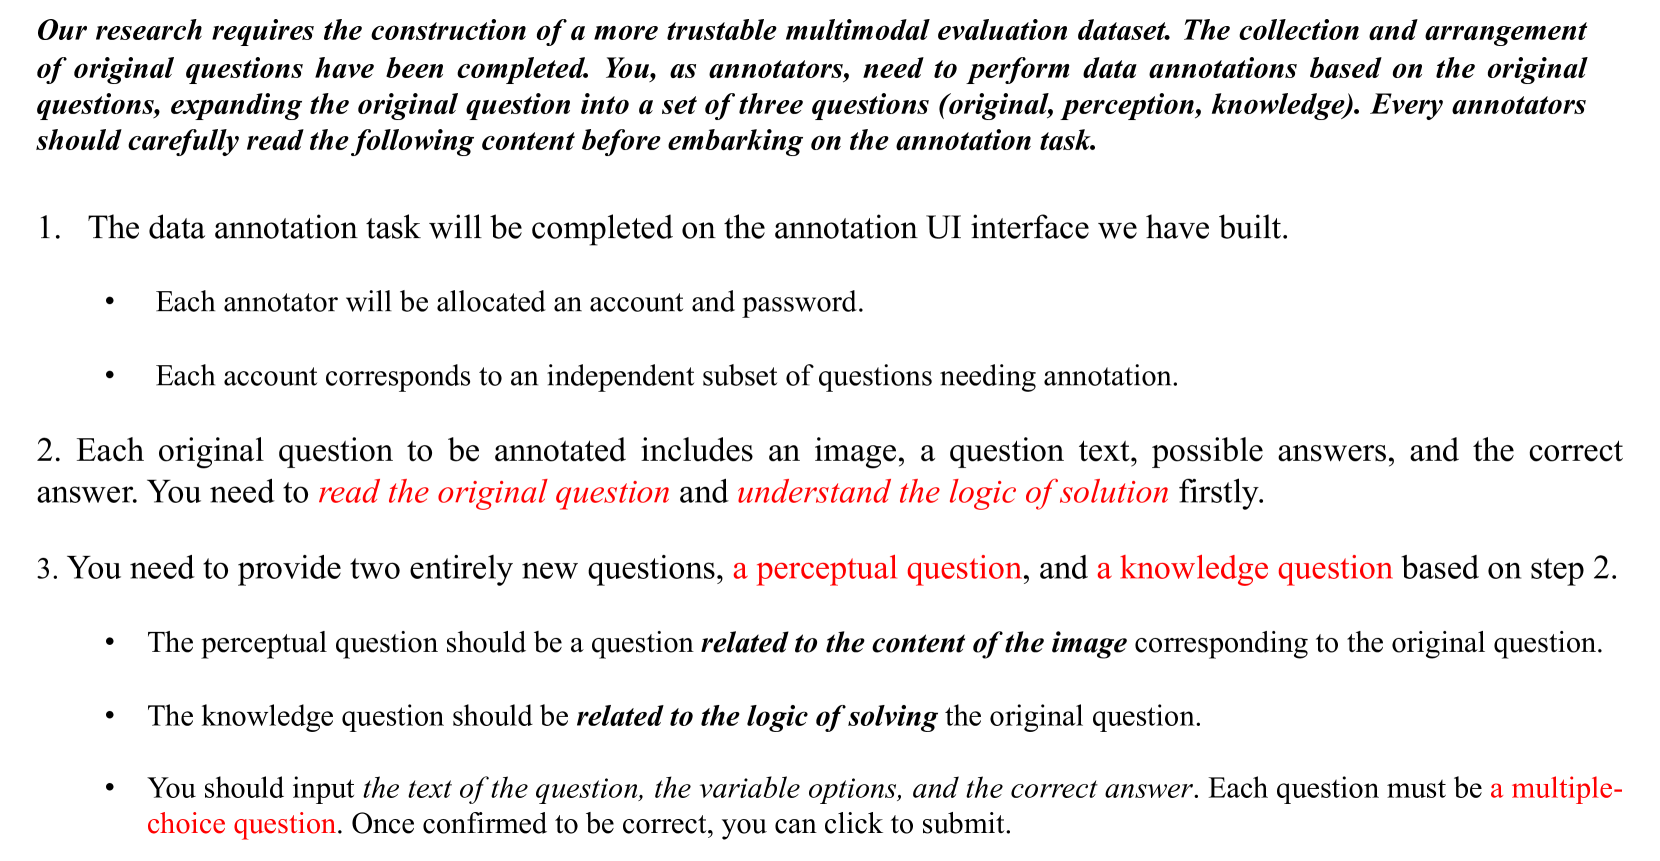 Our research requires the construction of a more trustable multimodal evaluation dataset. The collection and arrangement
of original questions have been completed. You, as annotators, need to perform data annotations based on the original
questions, expanding the original question into a set of three questions (original, perception, knowledge). Every annotators
should carefully read the following content before embarking on the annotation task.
1. The data annotation task will be completed on the annotation UI interface we have built.
• Each annotator will be allocated an account and password.
• Each account corresponds to an independent subset of questions needing annotation.
2. Each original question to be annotated includes an image, a question text, possible answers, and the correct
answer. You need to read the original question and understand the logic of solution firstly.
3. You need to provide two entirely new questions, a perceptual question, and a knowledge question based on step 2.
• The perceptual question should be a question related to the content of the image corresponding to the original question.
• The knowledge question should be related to the logic of solving the original question.
• You should input the text of the question, the variable options, and the correct answer. Each question must be a multiple-
choice question. Once confirmed to be correct, you can click to submit.